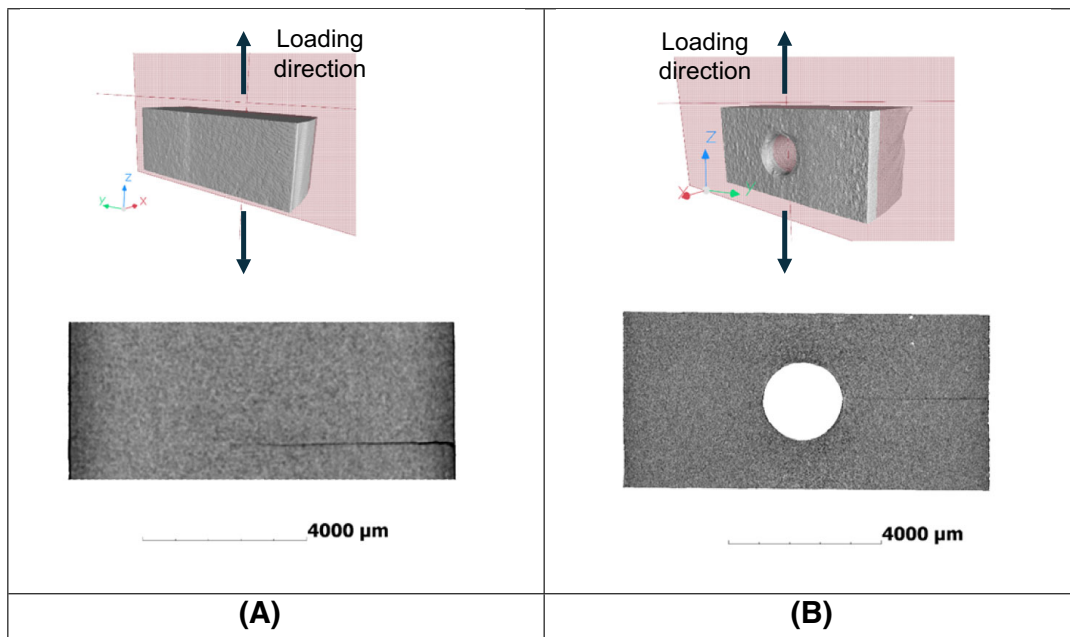 Loading
direction
z
y
x
4000 µm
(A)
Loading
direction
Z
X
Y
4000 µm
(B)